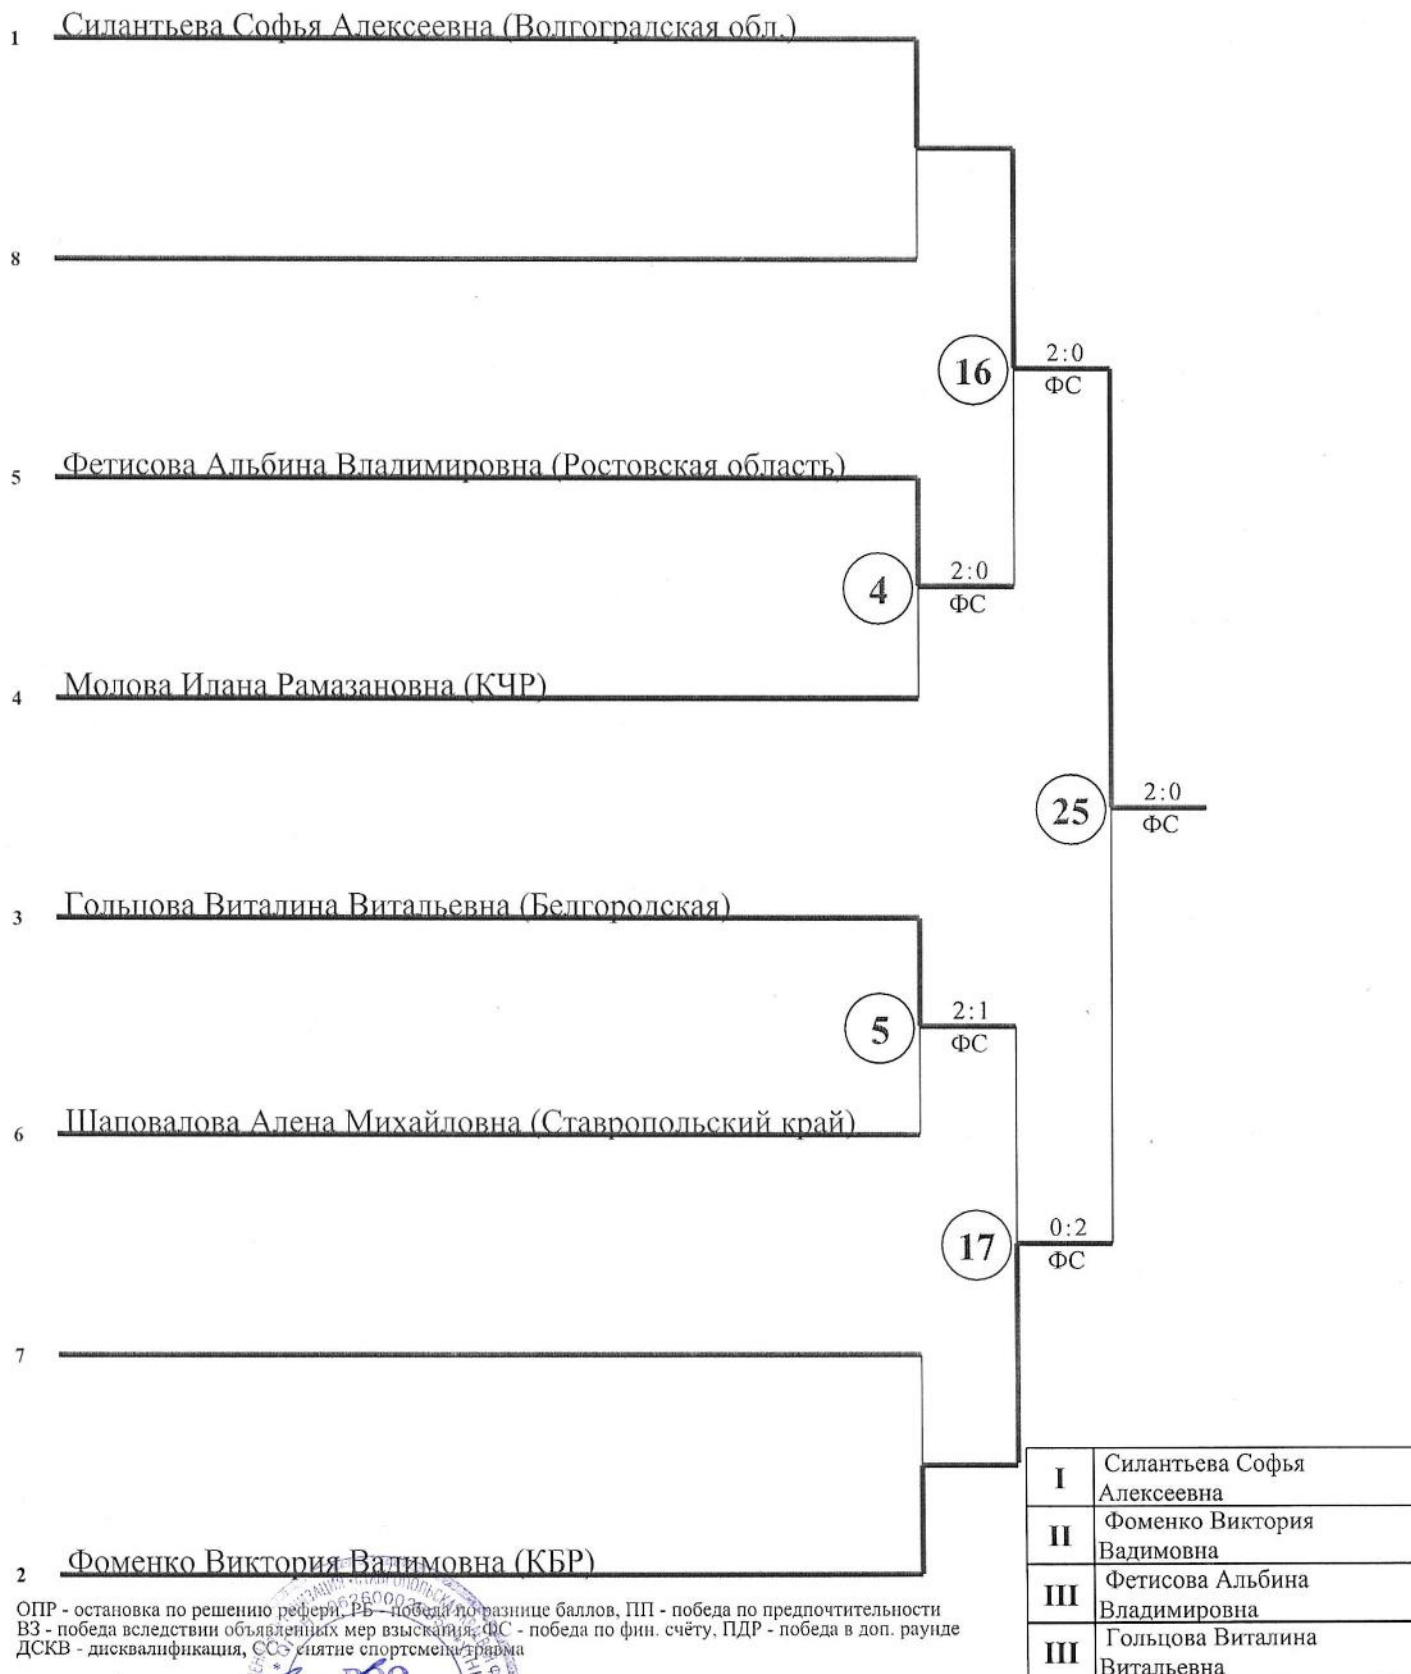 1 Силантьева Софья Алексеевна (Волгоградская обл.)
8
16 2:0
ФС
5 Фетисова Альбина Владимировна (Ростовская область)
4 2:0
ФС
4 Молова Илана Рамазановна (КЧР)
25 2:0
ФС
3 Гольцова Виталина Витальевна (Белгородская)
5 2:1
ФС
6 Шаповалова Алена Михайловна (Ставропольский край)
17 0:2
ФС
7
2 Фоменко Виктория Вадимовна (КБР)
I Силантьева Софья
Алексеевна
II Фоменко Виктория
Вадимовна
III Фетисова Альбина
Владимировна
III Гольцова Виталина
Витальевна
ОПР - остановка по решению рефери, РБ - победа по разнице баллов, ПП - победа по предпочтительности
ВЗ - победа вследствии объявленных мер взыскания, ФС - победа по фин. счёту, ПДР - победа в доп. раунде
ДСКВ - дисквалификация, СС - снятие спортсмена/травма